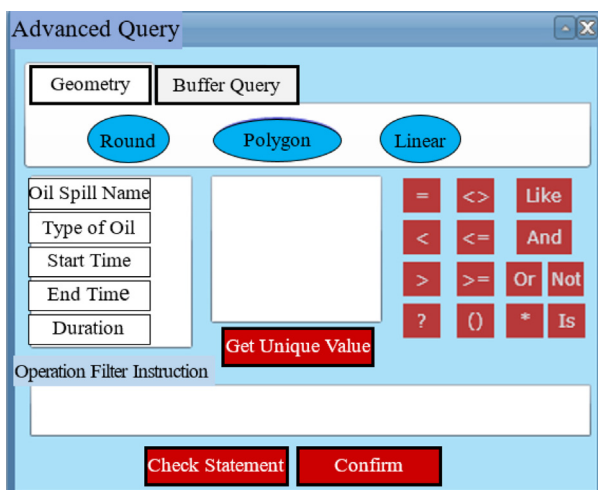 Advanced Query
Geometry Buffer Query
Round Polygon Linear
Oil Spill Name
Type of Oil
Start Time
End Time
Duration
= <> Like
< <= And
> >= Or Not
? () * Is
Get Unique Value
Operation Filter Instruction
Check Statement Confirm